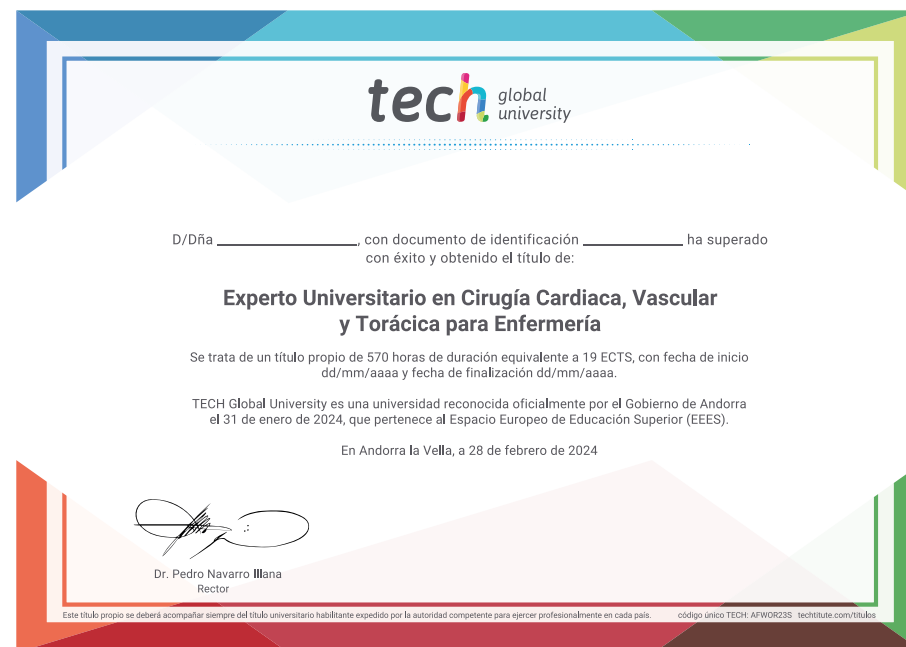 tech global university
D/Dña ____________________, con documento de identificación ______________ ha superado
con éxito y obtenido el título de:
Experto Universitario en Cirugía Cardiaca, Vascular
y Torácica para Enfermería
Se trata de un título propio de 570 horas de duración equivalente a 19 ECTS, con fecha de inicio
dd/mm/aaaa y fecha de finalización dd/mm/aaaa.
TECH Global University es una universidad reconocida oficialmente por el Gobierno de Andorra
el 31 de enero de 2024, que pertenece al Espacio Europeo de Educación Superior (EEES).
En Andorra la Vella, a 28 de febrero de 2024
Dr. Pedro Navarro Illana
Rector
Este título propio se deberá acompañar siempre del título universitario habilitante expedido por la autoridad competente para ejercer profesionalmente en cada país. código único TECH: AFWOR23S techtitute.com/titulos